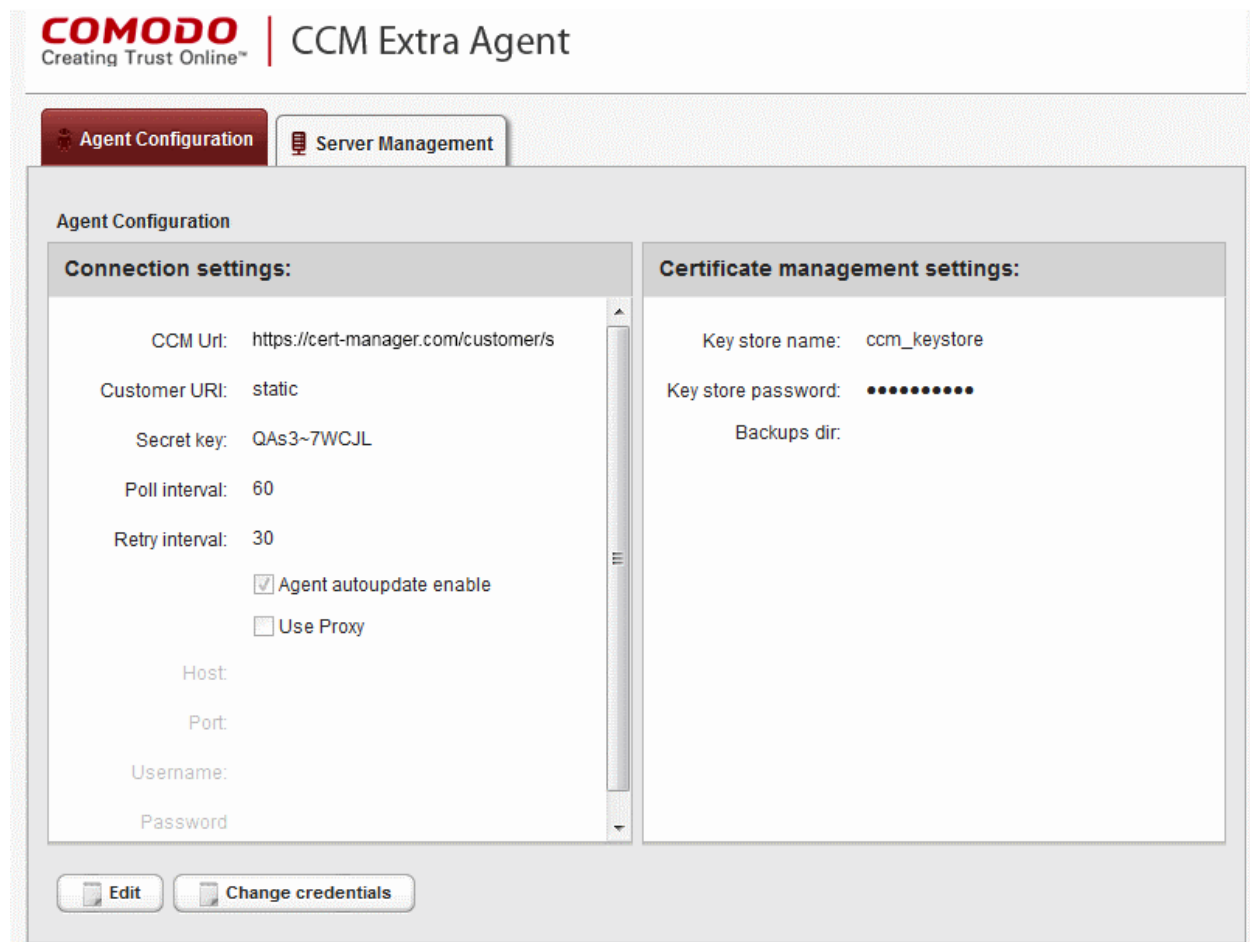 COMODO
Creating Trust Online™
CCM Extra Agent
Agent Configuration
Server Management
Agent Configuration
Connection settings:
CCM Url: https://cert-manager.com/customer/s
Customer URI: static
Secret key: QAs3~7WCJL
Poll interval: 60
Retry interval: 30
Agent autoupdate enable
Use Proxy
Host:
Port:
Username:
Password
Certificate management settings:
Key store name: ccm_keystore
Key store password: ●●●●●●●●●●
Backups dir:
Edit
Change credentials